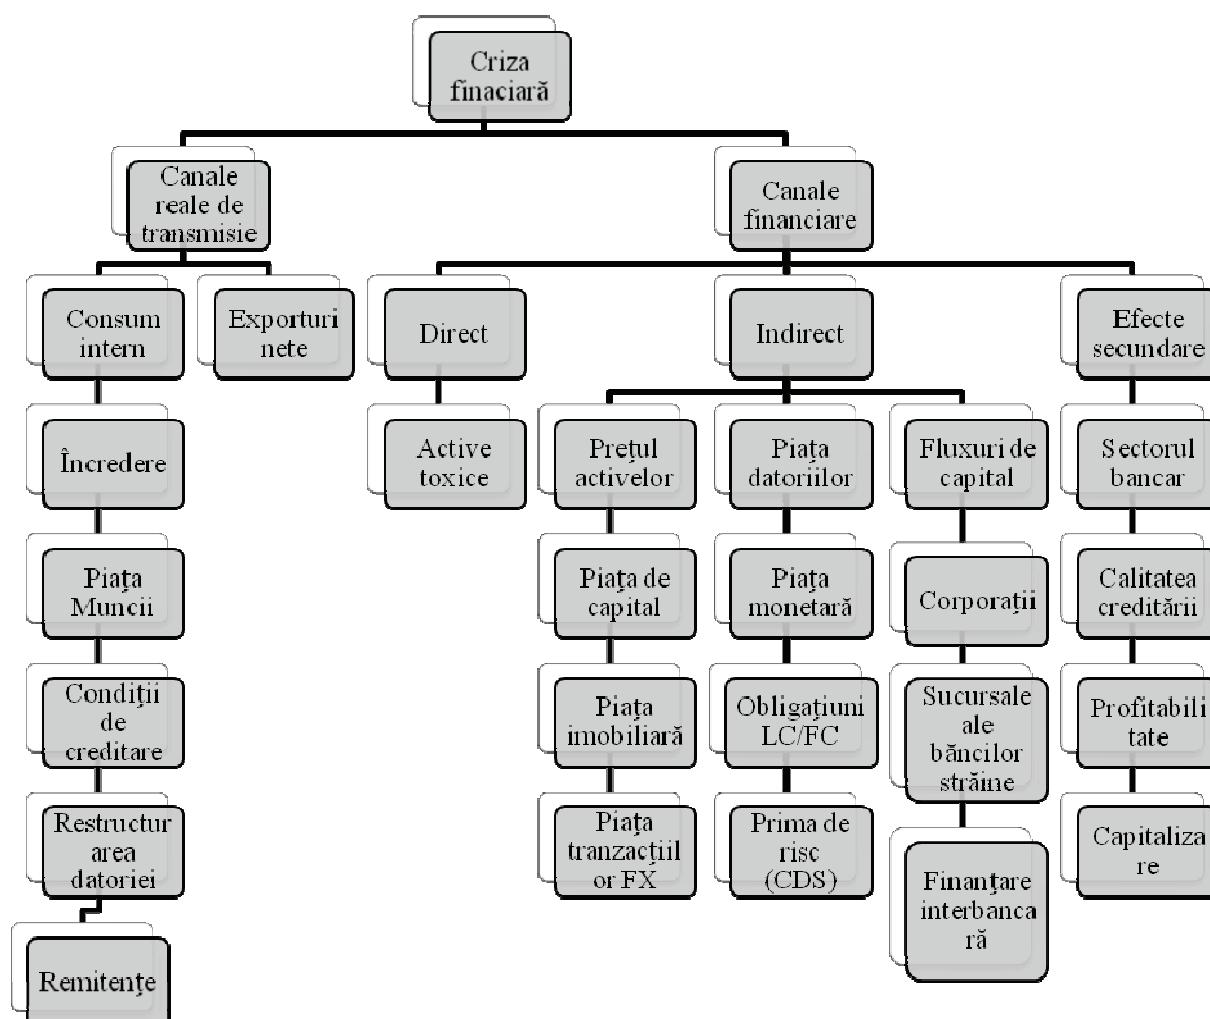 Criza
finaciară
Canale
reale de
transmisie
Canale
financiare
Consum
intern
Exporturi
nete
Direct
Indirect
Efecte
secundare
Încredere
Active
toxice
Preţul
activelor
Piaţa
datoriilor
Fluxuri de
capital
Sectorul
bancar
Piaţa
Muncii
Piaţa de
capital
Piaţa
monetară
Corporaţii
Calitatea
creditării
Condiţii
de
creditare
Piaţa
imobiliară
Obligaţiuni
LC/FC
Sucursale
ale
băncilor
străine
Profitabili
tate
Restructur
area
datoriei
Piaţa
tranzacţiil
or FX
Prima de
risc
(CDS)
Finanţare
interbanca
ră
Capitaliza
re
Remitenţe